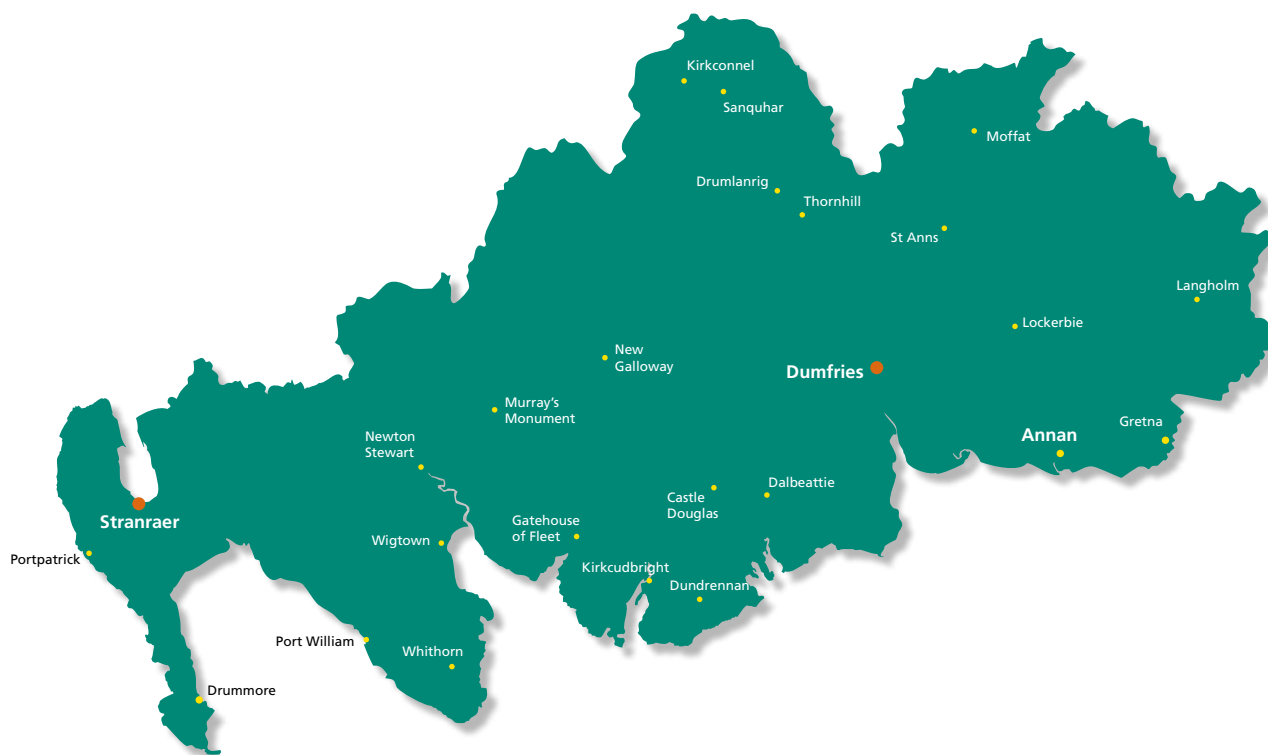 Kirkconnel
Sanquhar
Moffat
Drumlanrig
Thornhill
St Anns
Langholm
Lockerbie
New
Galloway
Dumfries
Murray’s
Monument
Newton
Stewart
Annan
Gretna
Castle
Douglas
Dalbeattie
Stranraer
Gatehouse
of Fleet
Wigtown
Portpatrick
Kirkcudbright
Dundrennan
Port William
Whithorn
Drummore